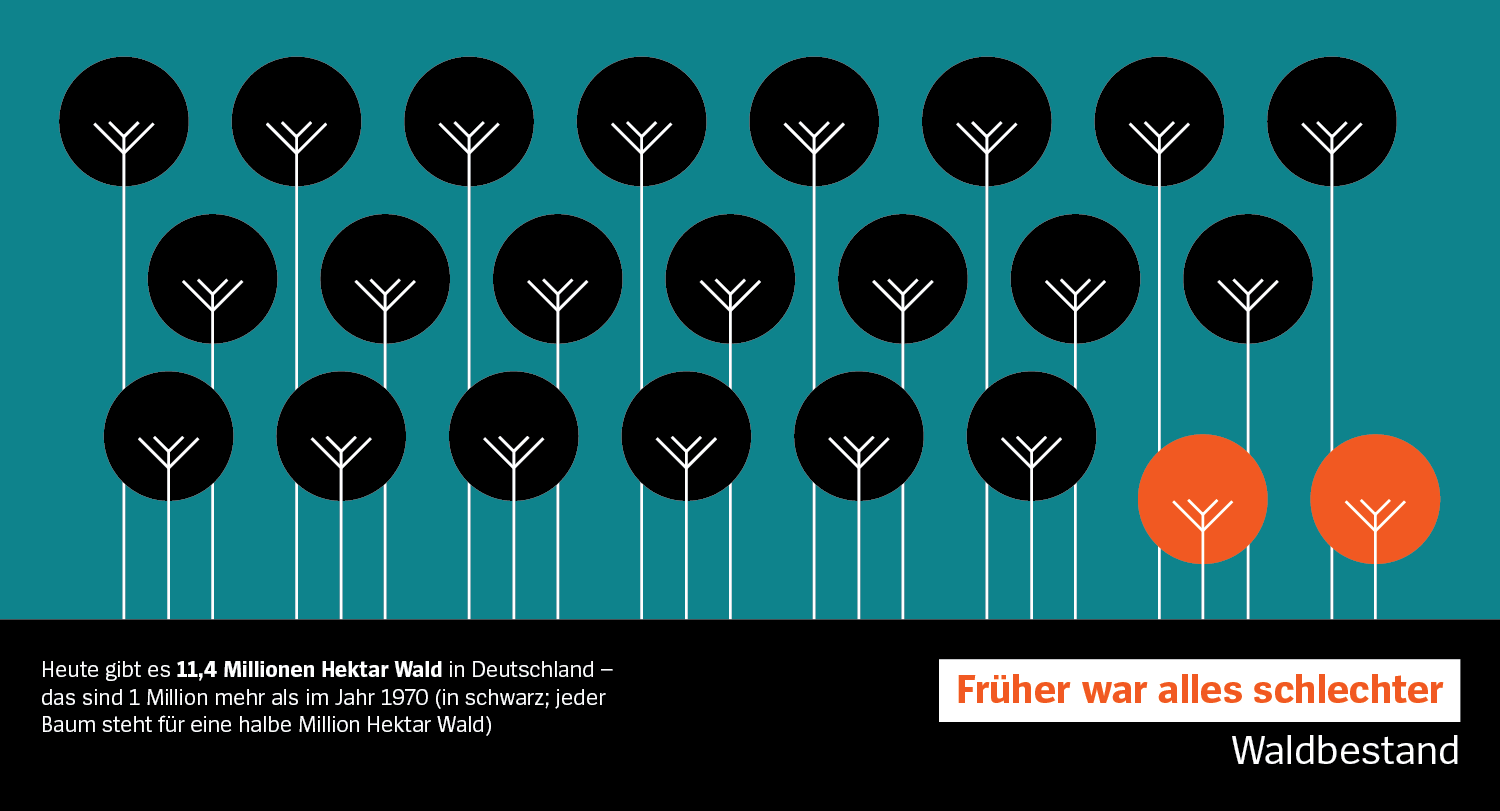 Heute gibt es 11,4 Millionen Hektar Wald in Deutschland –
das sind 1 Million mehr als im Jahr 1970 (in schwarz; jeder
Baum steht für eine halbe Million Hektar Wald)
Früher war alles schlechter
Waldbestand